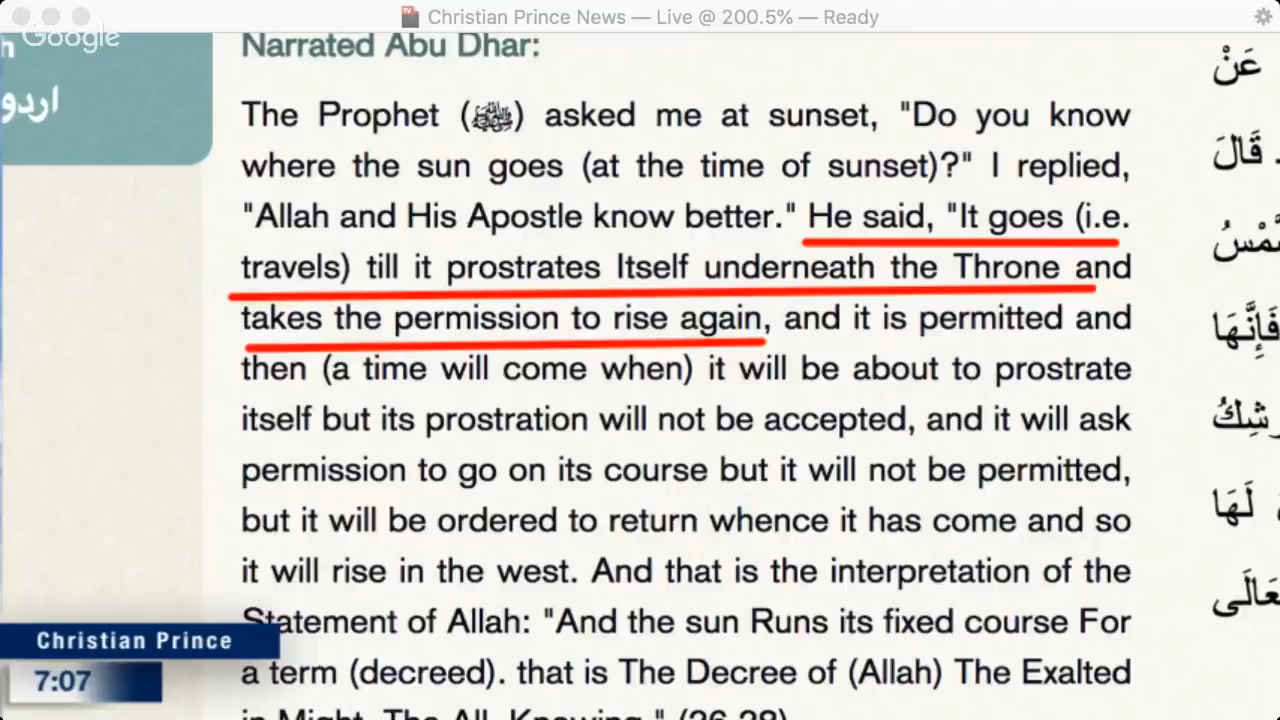 Christian Prince News — Live @ 200.5% — Ready
Google
h
اردو
Narrated Abu Dhar:
The Prophet (ﷺ) asked me at sunset, "Do you know
where the sun goes (at the time of sunset)?" I replied,
"Allah and His Apostle know better." He said, "It goes (i.e.
travels) till it prostrates Itself underneath the Throne and
takes the permission to rise again, and it is permitted and
then (a time will come when) it will be about to prostrate
itself but its prostration will not be accepted, and it will ask
permission to go on its course but it will not be permitted,
but it will be ordered to return whence it has come and so
it will rise in the west. And that is the interpretation of the
Statement of Allah: "And the sun Runs its fixed course For
a term (decreed). that is The Decree of (Allah) The Exalted
in Might, The All-Knowing." (36.38)
عَنْ
قَالَ
فَإِنَّهَا
لَهَا
Christian Prince
7:07